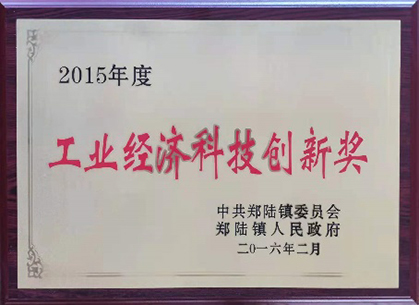 2015年度
工业经济科技创新奖
中共郑陆镇委员会
郑陆镇人民政府
二〇一六年二月